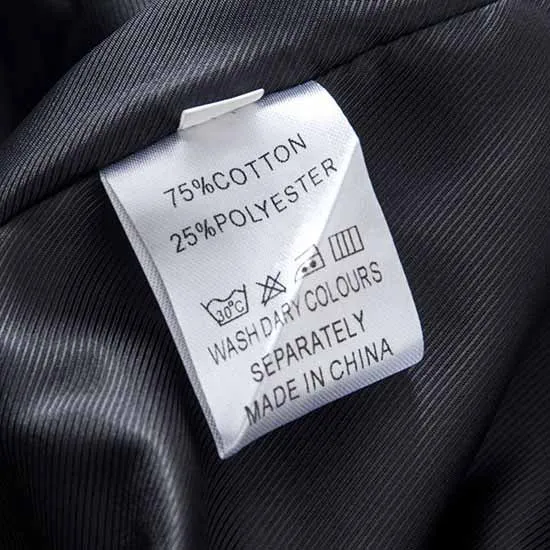 75%COTTON
25%POLYESTER
30°C
WASH DARY COLOURS
SEPARATELY
MADE IN CHINA